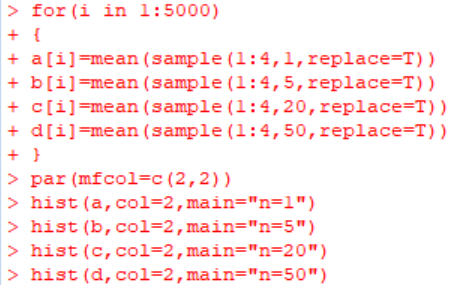 > for(i in 1:5000)
+ {
+ a[i]=mean(sample(1:4,1,replace=T))
+ b[i]=mean(sample(1:4,5,replace=T))
+ c[i]=mean(sample(1:4,20,replace=T))
+ d[i]=mean(sample(1:4,50,replace=T))
+ }
> par(mfcol=c(2,2))
> hist(a,col=2,main="n=1")
> hist(b,col=2,main="n=5")
> hist(c,col=2,main="n=20")
> hist(d,col=2,main="n=50")